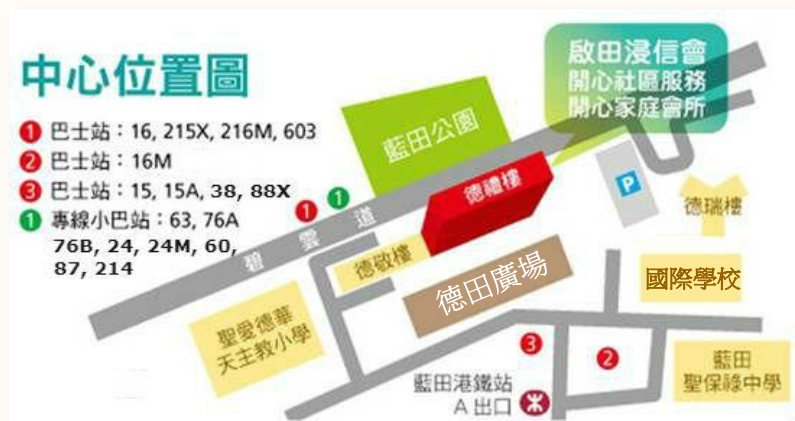 中心位置圖
1 巴士站：16, 215X, 216M, 603
2 巴士站：16M
3 巴士站：15, 15A, 38, 88X
1 專線小巴站：63, 76A
76B, 24, 24M, 60,
87, 214
啟田浸信會
開心社區服務
開心家庭會所
藍田公園
德禮樓
P
德瑞樓
1
1
碧雲道
德敬樓
德田廣場
國際學校
聖愛德華
天主教小學
3
2
藍田港鐵站
A 出口
藍田
聖保祿中學